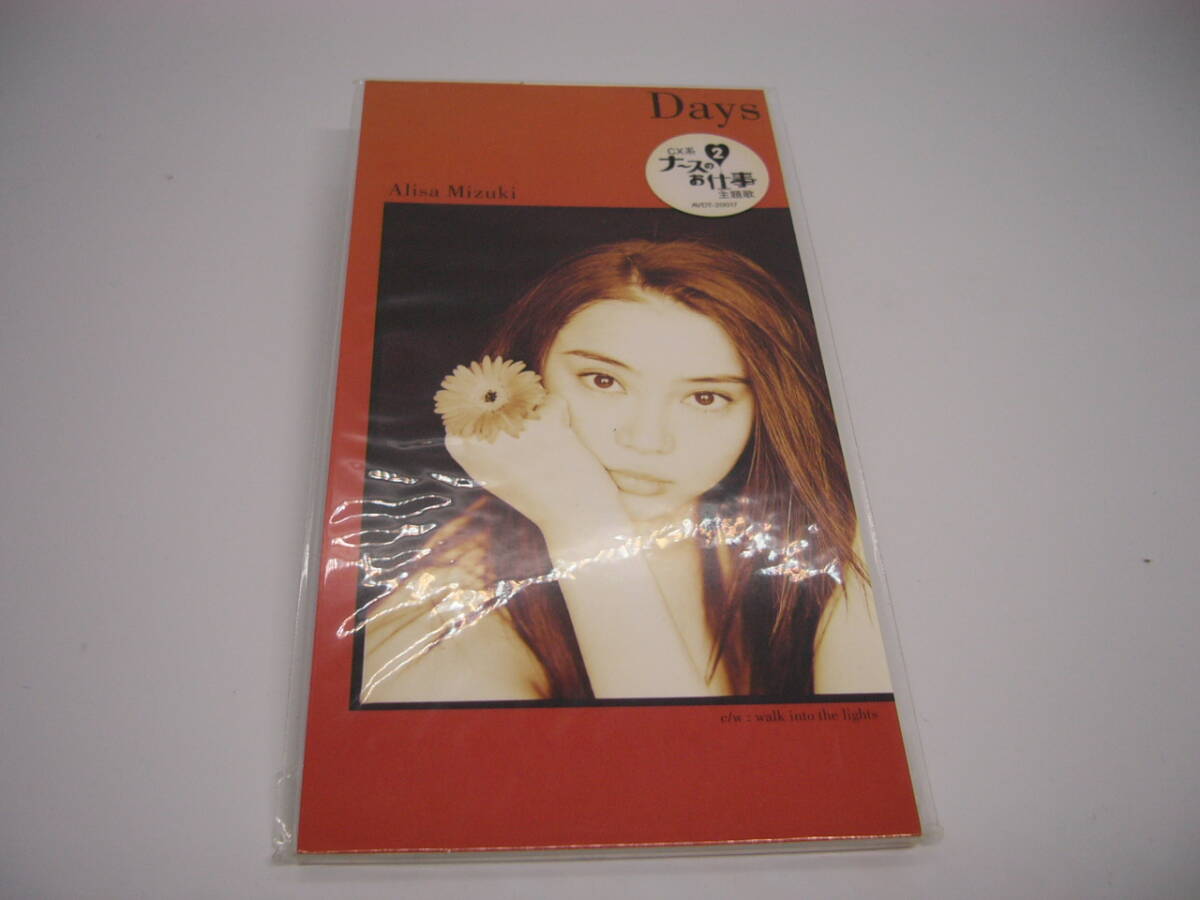 Days
CX系
ナースの
お仕事
2
主題歌
AVDT-20017
Alisa Mizuki
c/w : walk into the lights